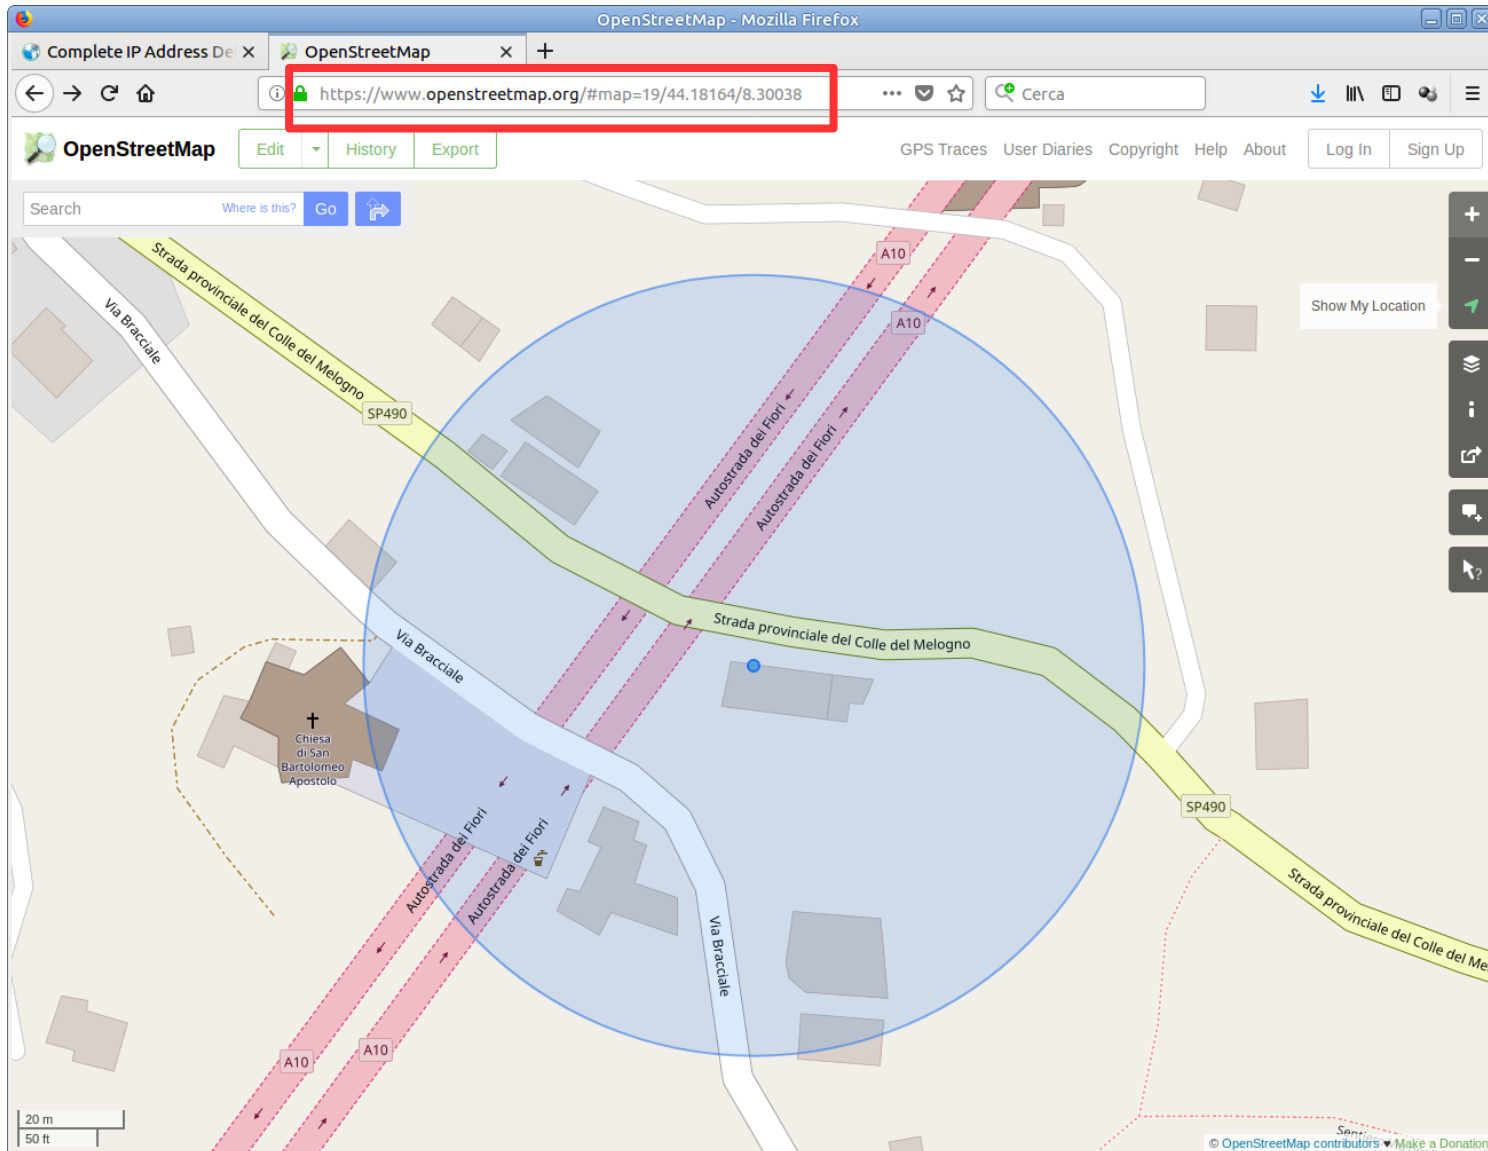 OpenStreetMap - Mozilla Firefox
Complete IP Address De
OpenStreetMap
https://www.openstreetmap.org/#map=19/44.18164/8.30038
Cerca
OpenStreetMap
Edit
History
Export
GPS Traces
User Diaries
Copyright
Help
About
Log In
Sign Up
Search
Where is this?
Go
Show My Location
A10
A10
Strada provinciale del Colle del Melogno
Via Bracciale
SP490
Autostrada dei Fiori
Autostrada dei Fiori
Strada provinciale del Colle del Melogno
Via Bracciale
Chiesa
di San
Bartolomeo
Apostolo
SP490
Autostrada dei Fiori
Autostrada dei Fiori
Strada provinciale del Colle del Me
Via Bracciale
A10
A10
20 m
50 ft
© OpenStreetMap contributors ♥ Make a Donation